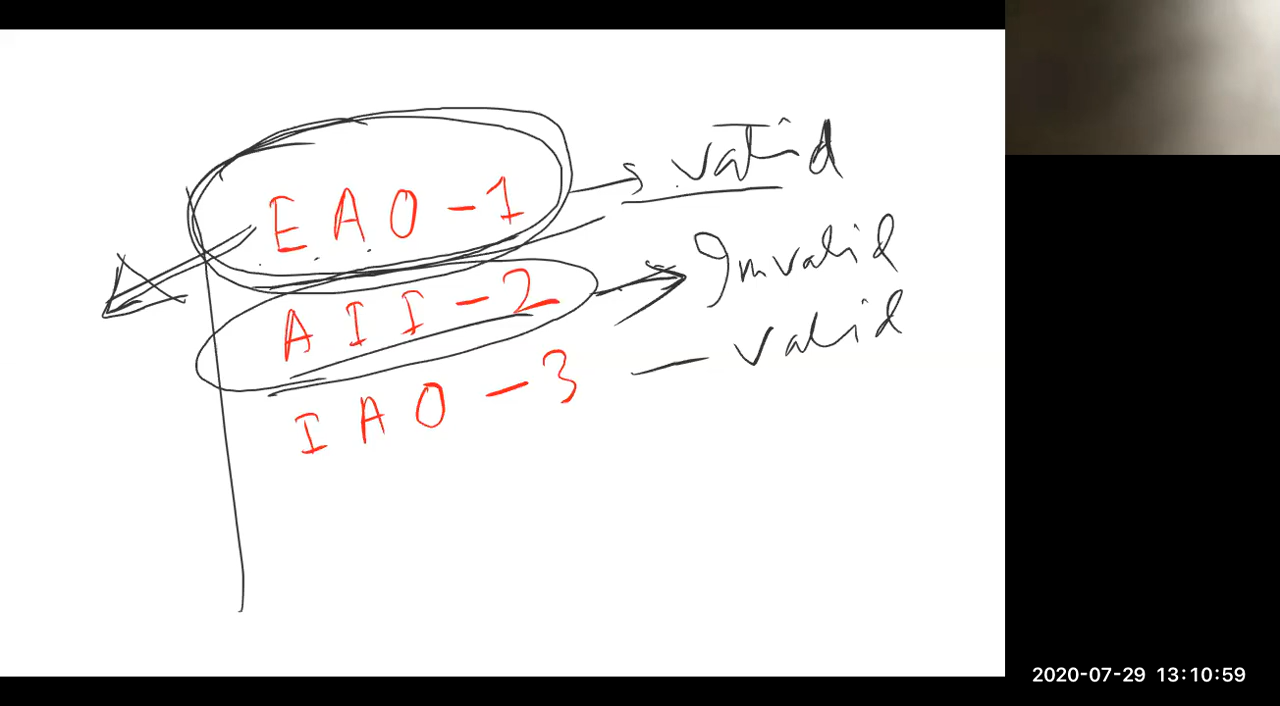 EAO-1 valid
AII-2 Invalid
IAO-3 - valid
2020-07-29 13:10:59